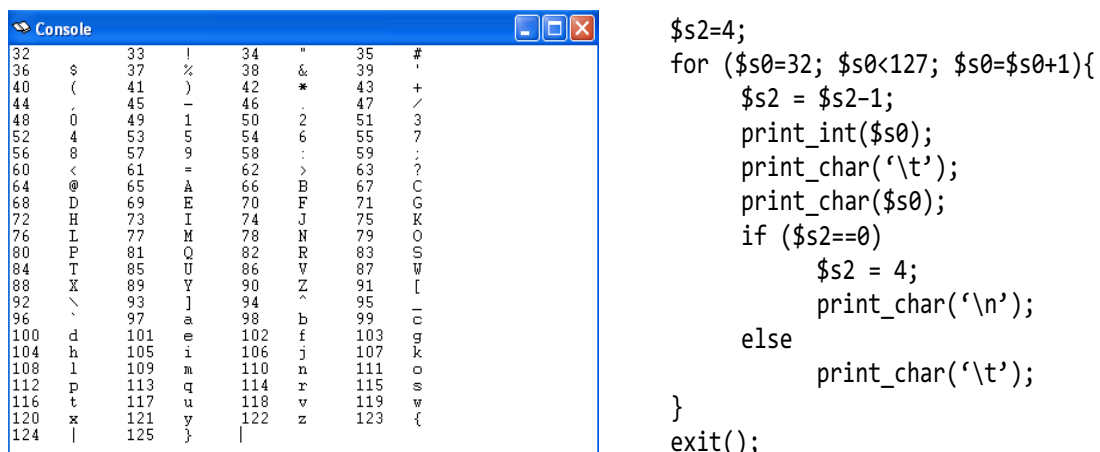 Console
32 33 ! 34 " 35 #
36 $ 37 % 38 & 39 '
40 ( 41 ) 42 * 43 +
44 , 45 - 46 . 47 /
48 0 49 1 50 2 51 3
52 4 53 5 54 6 55 7
56 8 57 9 58 : 59 ;
60 < 61 = 62 > 63 ?
64 @ 65 A 66 B 67 C
68 D 69 E 70 F 71 G
72 H 73 I 74 J 75 K
76 L 77 M 78 N 79 O
80 P 81 Q 82 R 83 S
84 T 85 U 86 V 87 W
88 X 89 Y 90 Z 91 [
92 \ 93 ] 94 ^ 95 _
96 ` 97 a 98 b 99 c
100 d 101 e 102 f 103 g
104 h 105 i 106 j 107 k
108 l 109 m 110 n 111 o
112 p 113 q 114 r 115 s
116 t 117 u 118 v 119 w
120 x 121 y 122 z 123 {
124 | 125 }
$s2=4;
for ($s0=32; $s0<127; $s0=$s0+1){
$s2 = $s2–1;
print_int($s0);
print_char(‘\t’);
print_char($s0);
if ($s2==0)
$s2 = 4;
print_char(‘\n’);
else
print_char(‘\t’);
}
exit();